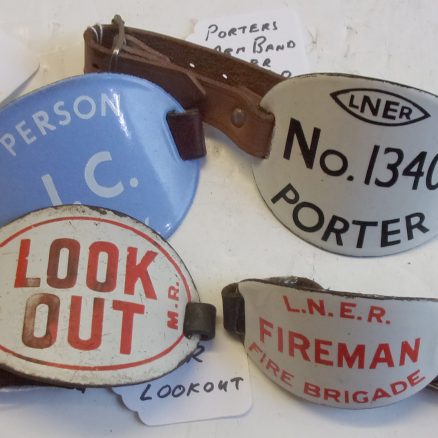 PORTERS
ARM BAND
PERSON
I.C.
LNER
No. 1340
PORTER
LOOK
OUT
M.R.
L.N.E.R.
FIREMAN
FIRE BRIGADE
LOOKOUT